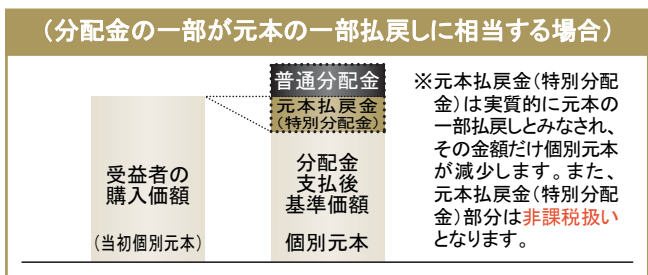 (分配金の一部が元本の一部払戻しに相当する場合)
普通分配金
元本払戻金
(特別分配金)
受益者の
購入価額
(当初個別元本)
分配金
支払後
基準価額
個別元本
※元本払戻金(特別分配
金)は実質的に元本の
一部払戻しとみなされ、
その金額だけ個別元本
が減少します。また、
元本払戻金(特別分配
金)部分は非課税扱い
となります。